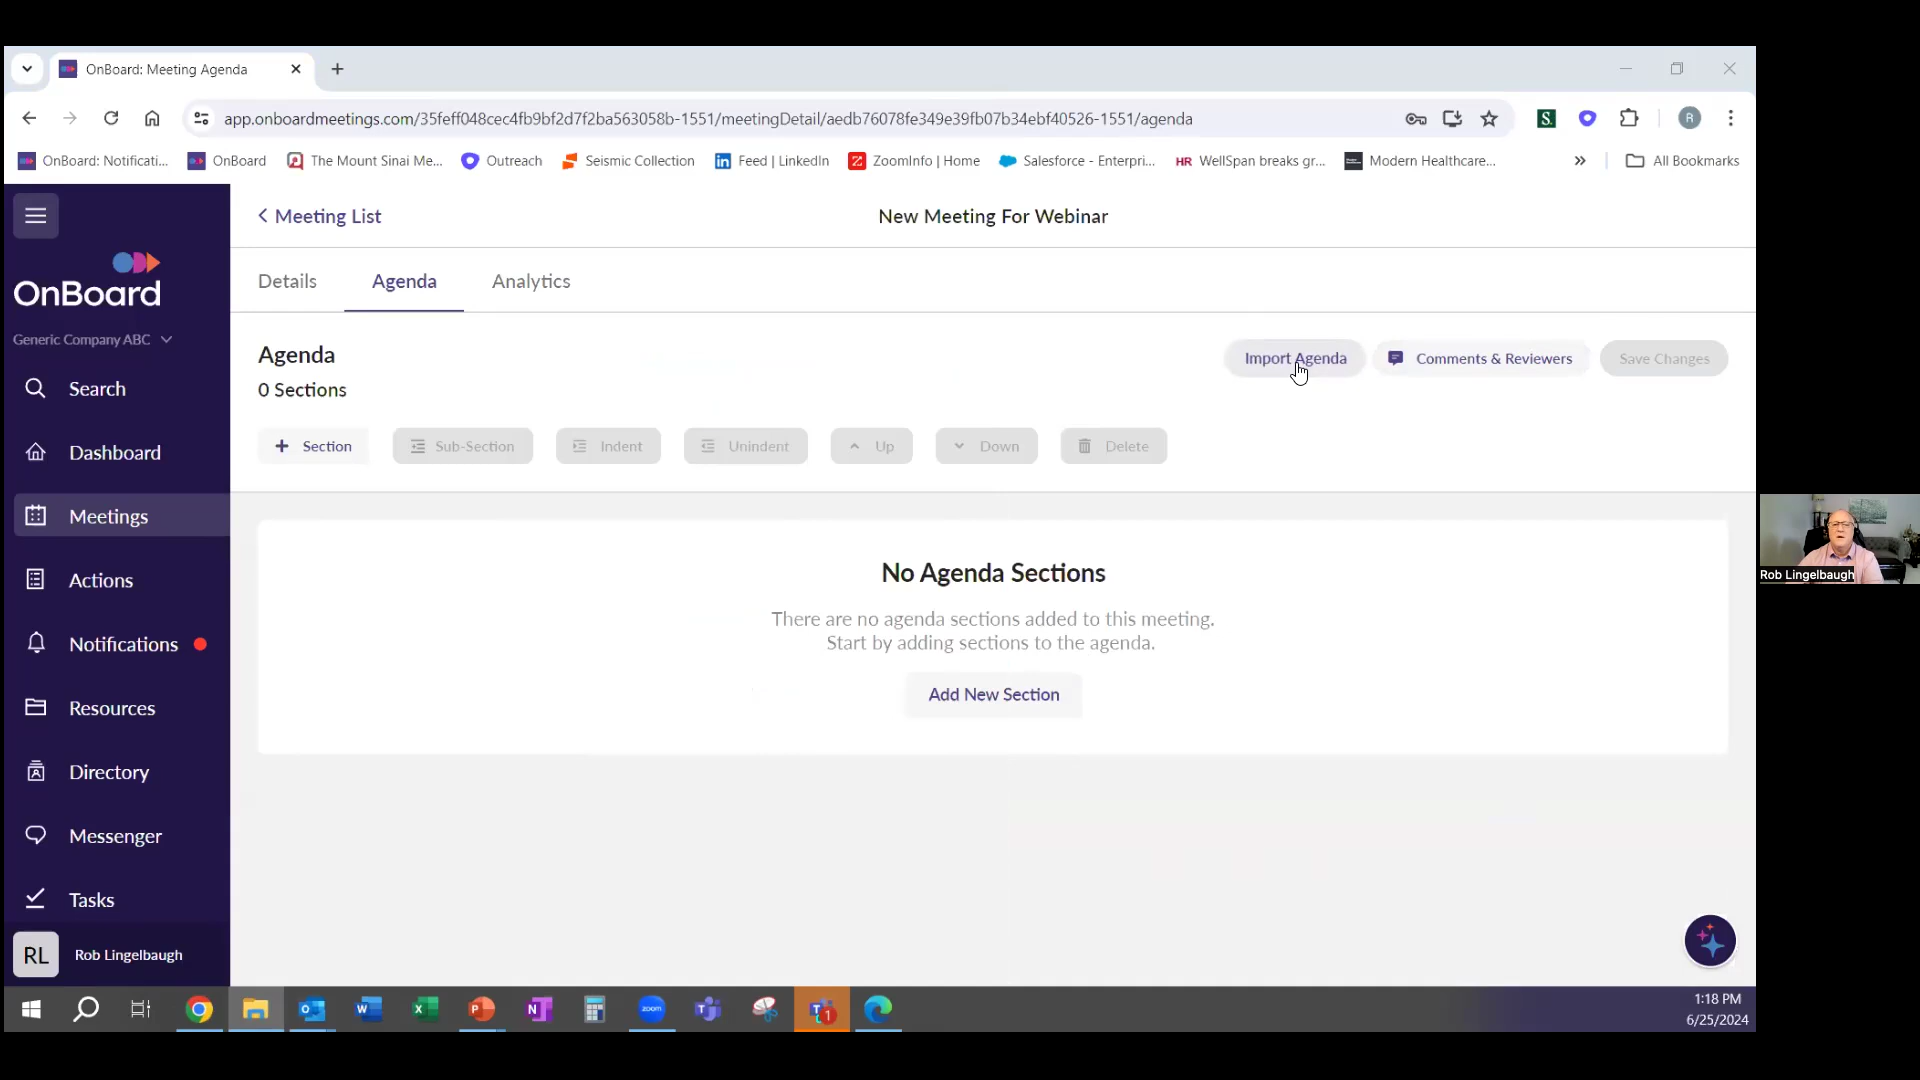 OnBoard: Meeting Agenda
app.onboardmeetings.com/35feff048cec4fb9bf2d7f2ba563058b-1551/meetingDetail/aedb76078fe349e39fb07b34ebf40526-1551/agenda
R
OnBoard: Notificati...
OnBoard
The Mount Sinai Me...
Outreach
Seismic Collection
Feed | LinkedIn
ZoomInfo | Home
Salesforce - Enterpri...
HR WellSpan breaks gr...
Modern Healthcare...
All Bookmarks
Meeting List
New Meeting For Webinar
OnBoard
Generic Company ABC
Search
Dashboard
Meetings
Actions
Notifications
Resources
Directory
Messenger
Tasks
RL Rob Lingelbaugh
Details
Agenda
Analytics
Agenda
0 Sections
Import Agenda
Comments & Reviewers
Save Changes
Section
Sub-Section
Indent
Unindent
Up
Down
Delete
No Agenda Sections
There are no agenda sections added to this meeting.
Start by adding sections to the agenda.
Add New Section
Rob Lingelbaugh
zoom
1:18 PM
6/25/2024